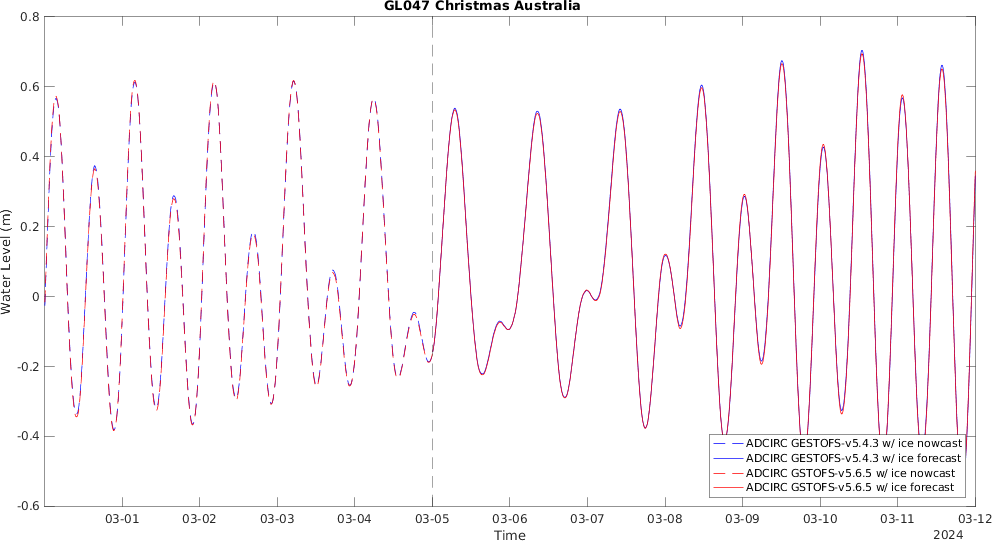 GL047 Christmas Australia
0.8
0.6
0.4
0.2
0
-0.2
-0.4
-0.6
Water Level (m)
ADCIRC GESTOFS-v5.4.3 w/ ice nowcast
ADCIRC GESTOFS-v5.4.3 w/ ice forecast
ADCIRC GSTOFS-v5.6.5 w/ ice nowcast
ADCIRC GSTOFS-v5.6.5 w/ ice forecast
03-01 03-02 03-03 03-04 03-05 03-06 03-07 03-08 03-09 03-10 03-11 03-12
Time
2024